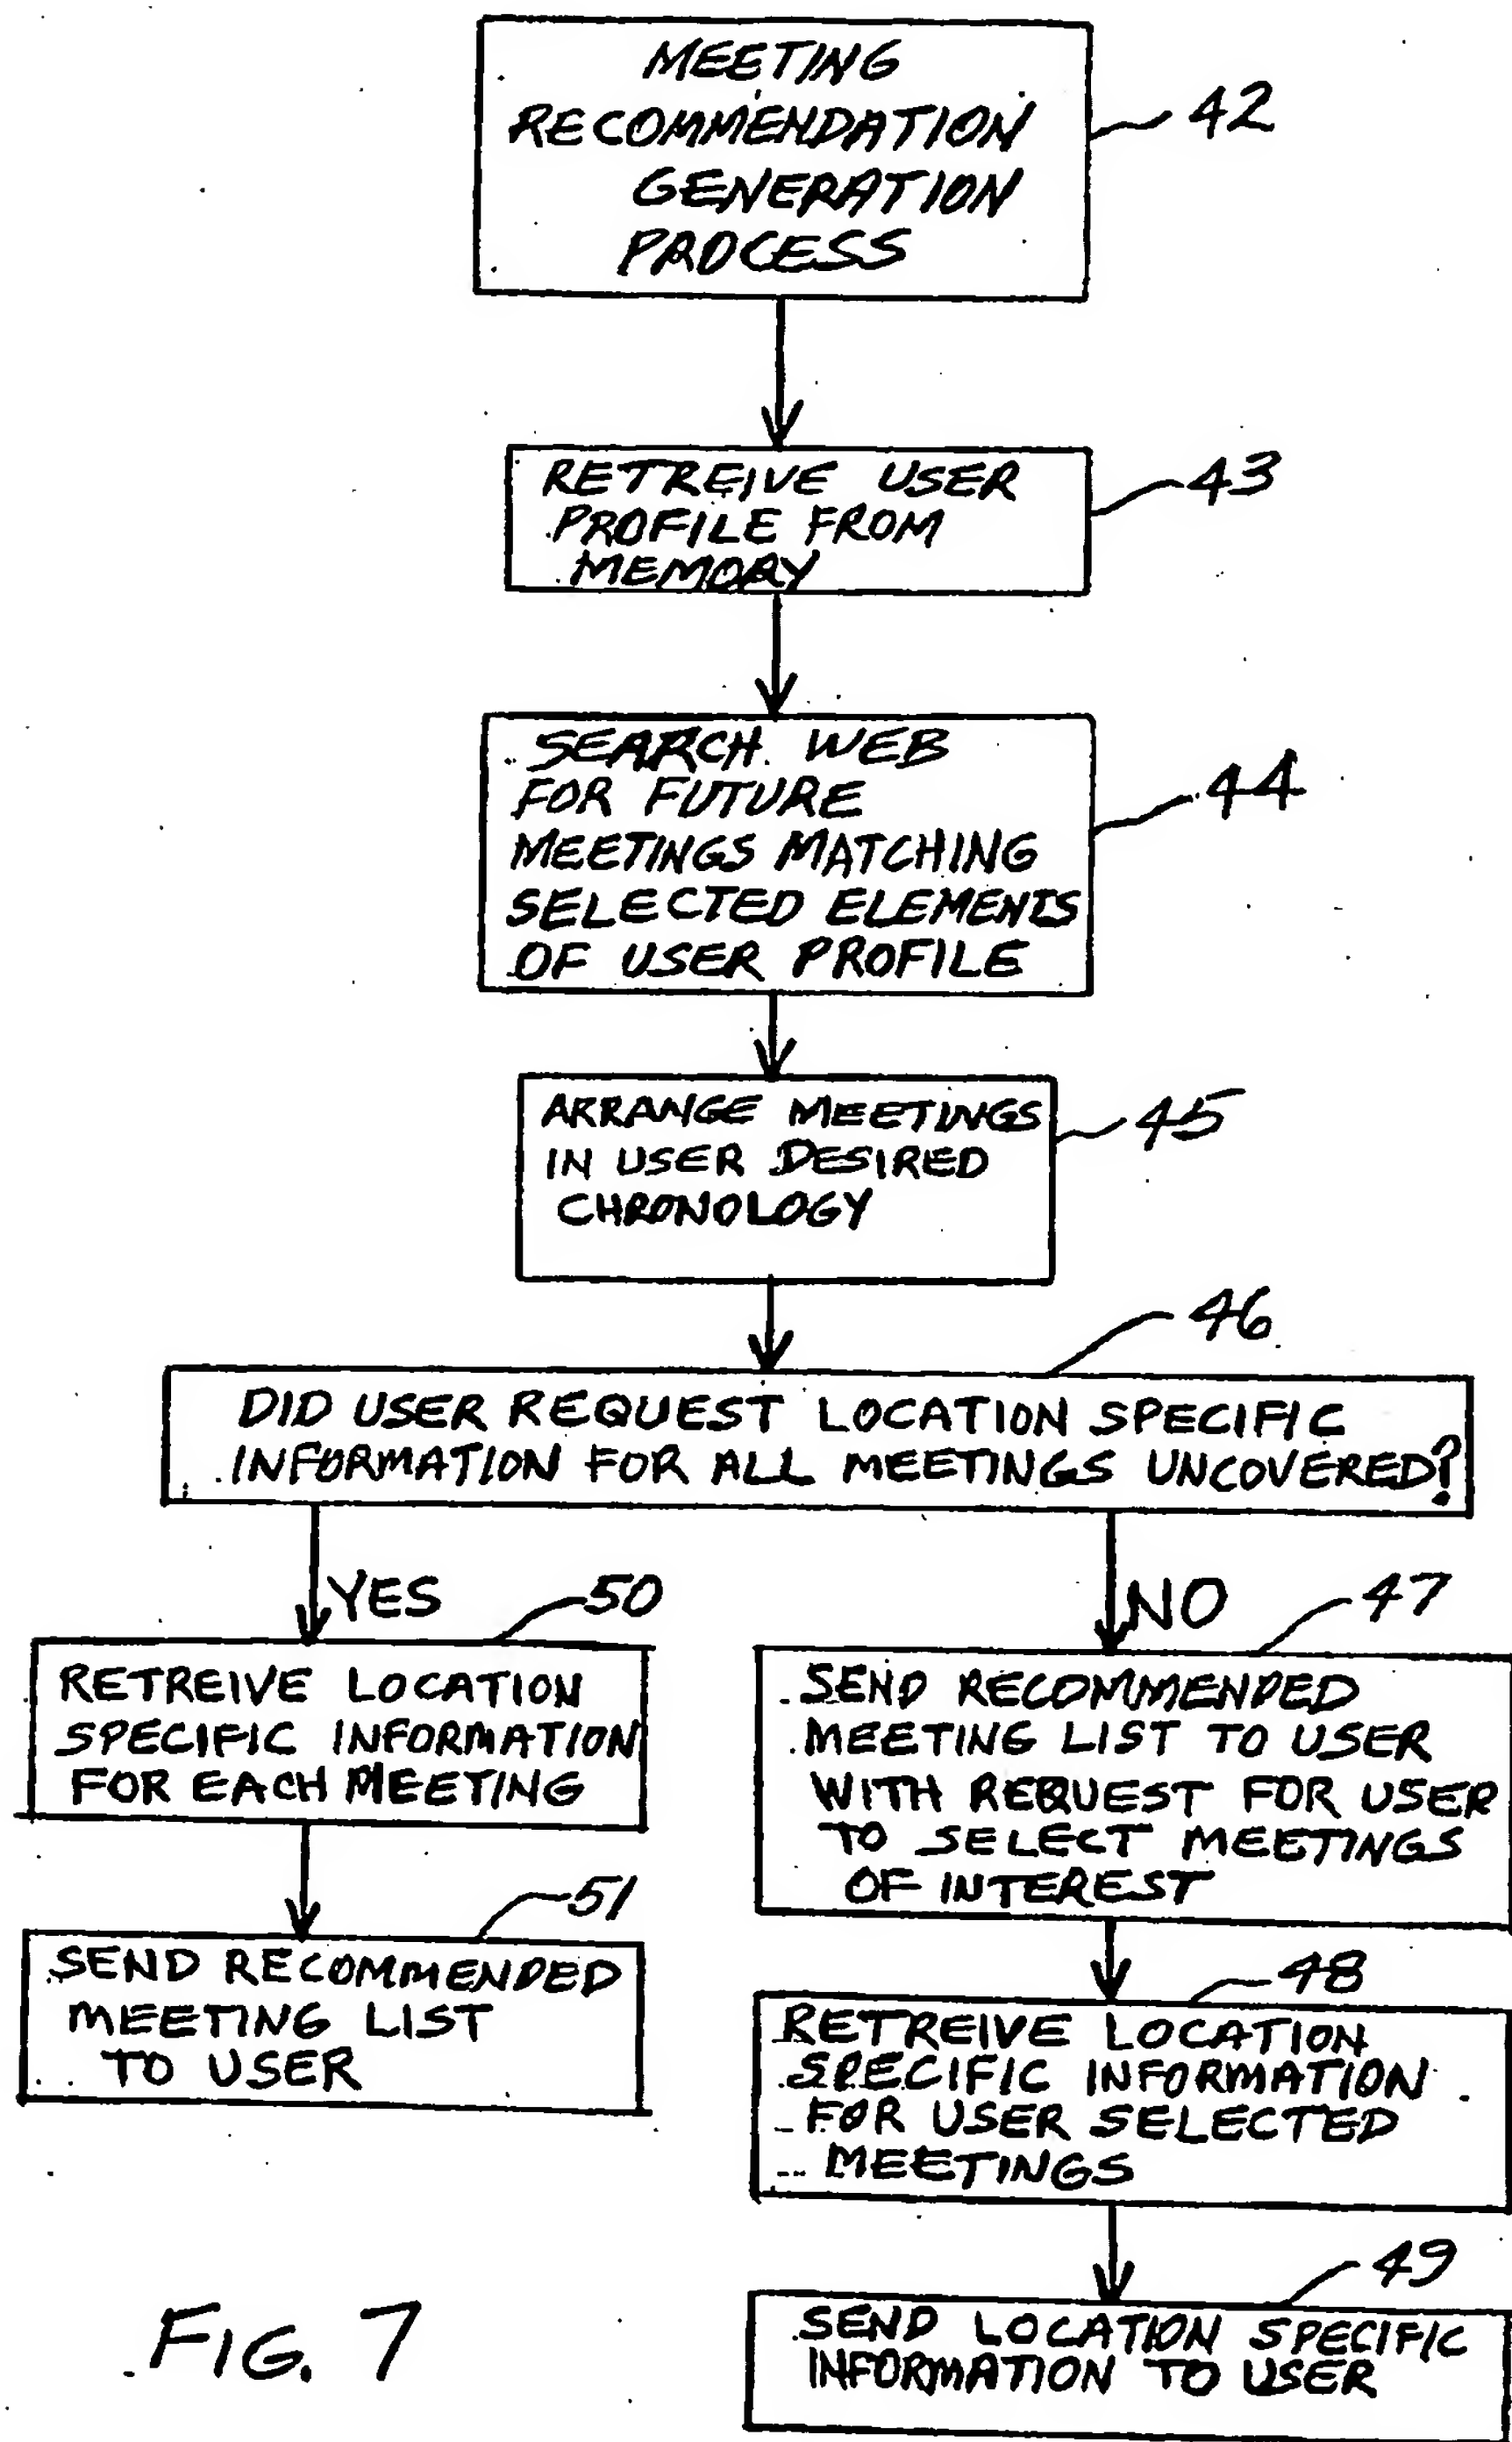 MEETING
RECOMMENDATION
GENERATION
PROCESS
42
RETREIVE USER
PROFILE FROM
MEMORY
43
SEARCH WEB
FOR FUTURE
MEETINGS MATCHING
SELECTED ELEMENTS
OF USER PROFILE
44
ARRANGE MEETINGS
IN USER DESIRED
CHRONOLOGY
45
46
DID USER REQUEST LOCATION SPECIFIC
INFORMATION FOR ALL MEETINGS UNCOVERED?
YES
50
RETREIVE LOCATION
SPECIFIC INFORMATION
FOR EACH MEETING
51
SEND RECOMMENDED
MEETING LIST
TO USER
NO
47
SEND RECOMMENDED
MEETING LIST TO USER
WITH REQUEST FOR USER
TO SELECT MEETINGS
OF INTEREST
48
RETREIVE LOCATION
SPECIFIC INFORMATION
FOR USER SELECTED
MEETINGS
49
SEND LOCATION SPECIFIC
INFORMATION TO USER
FIG. 7